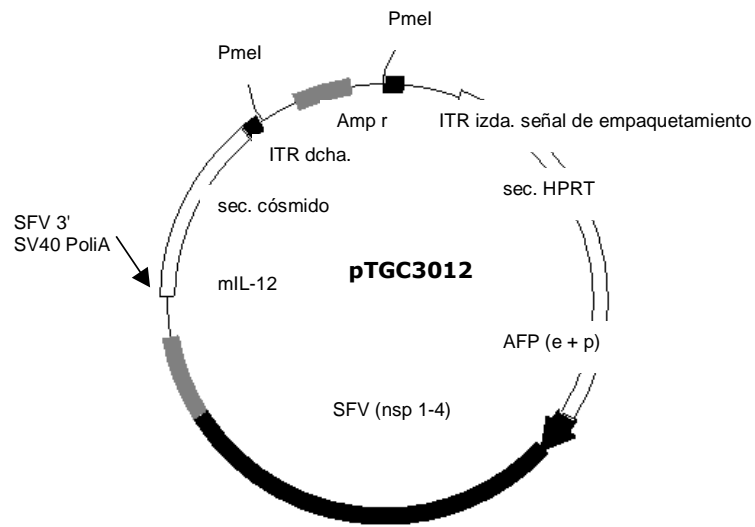 PmeI
PmeI
Amp r
ITR izda. señal de empaquetamiento
ITR dcha.
sec. HPRT
sec. cósmido
SFV 3'
SV40 PoliA
mIL-12
pTGC3012
AFP (e + p)
SFV (nsp 1-4)